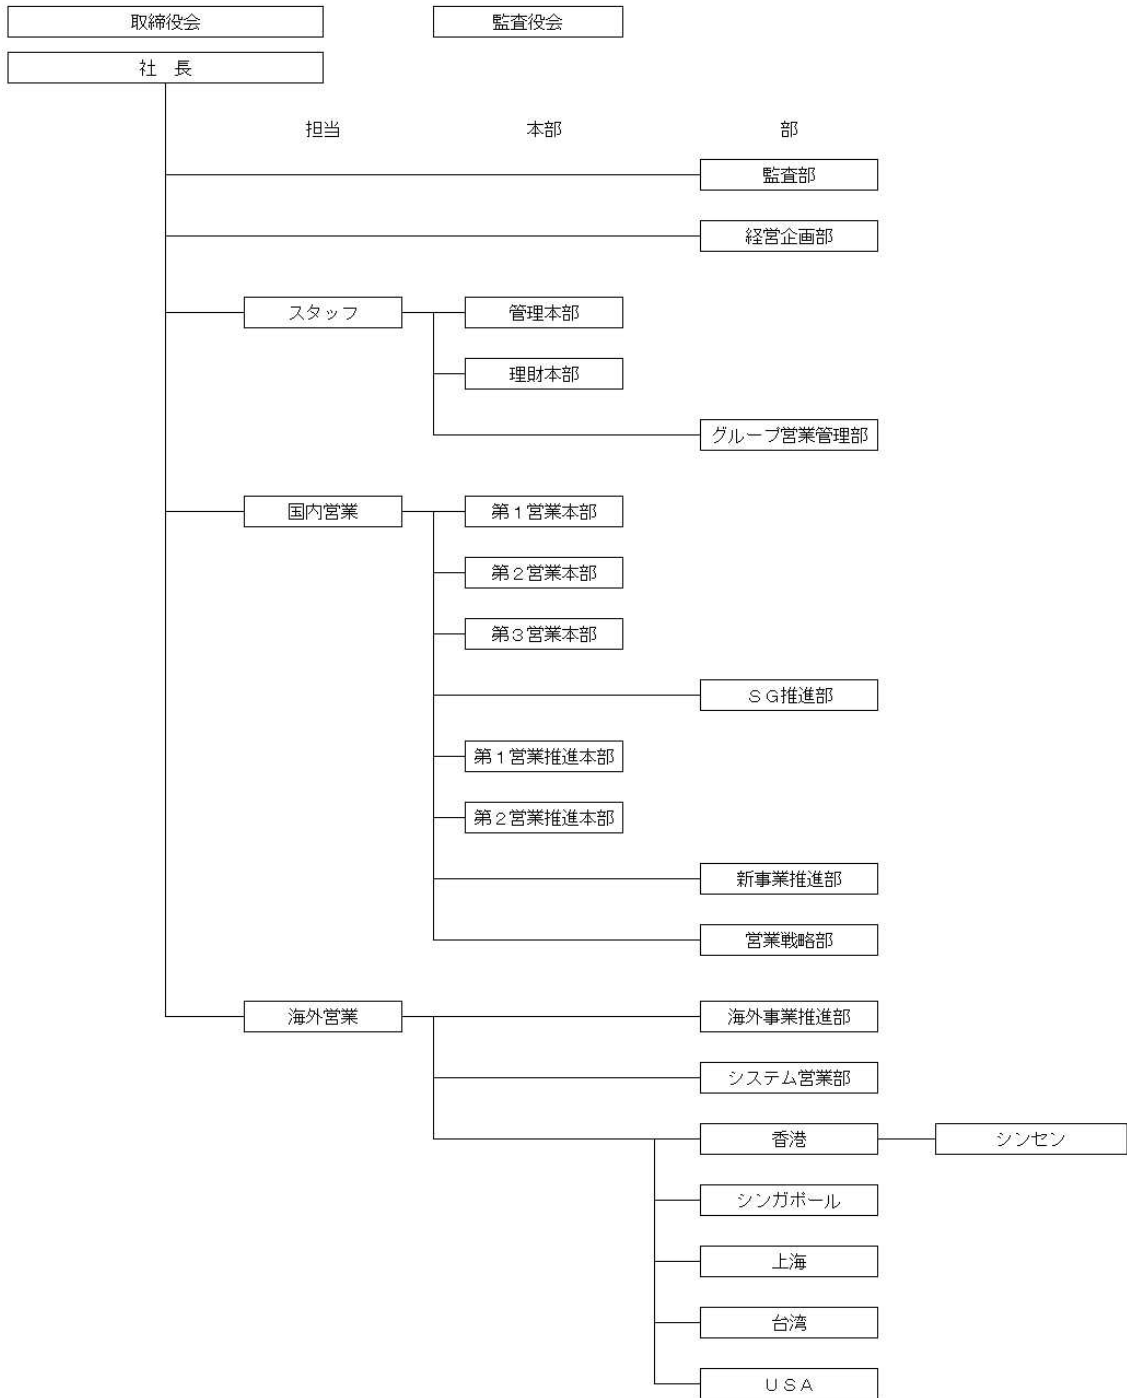 取締役会
監査役会
社　長
担当
本部
部
監査部
経営企画部
スタッフ
管理本部
理財本部
グループ営業管理部
国内営業
第１営業本部
第２営業本部
第３営業本部
ＳＧ推進部
第１営業推進本部
第２営業推進本部
新事業推進部
営業戦略部
海外営業
海外事業推進部
システム営業部
香港
シンセン
シンガポール
上海
台湾
ＵＳＡ